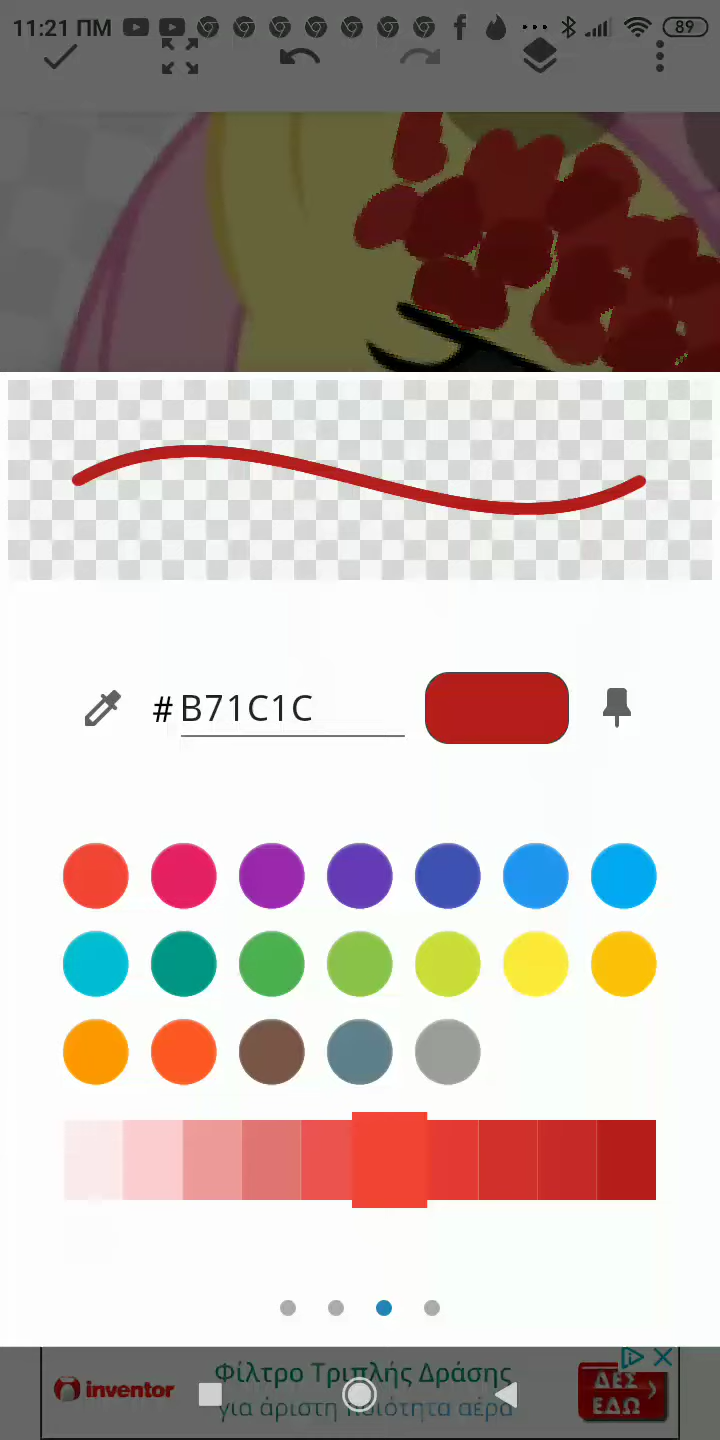 11:21 ΠΜ
89
#B71C1C
inventor
Φίλτρο Τριπλής Δράσης
για άριστη ποιότητα αέρα
ΔΕΣ
ΕΔΩ